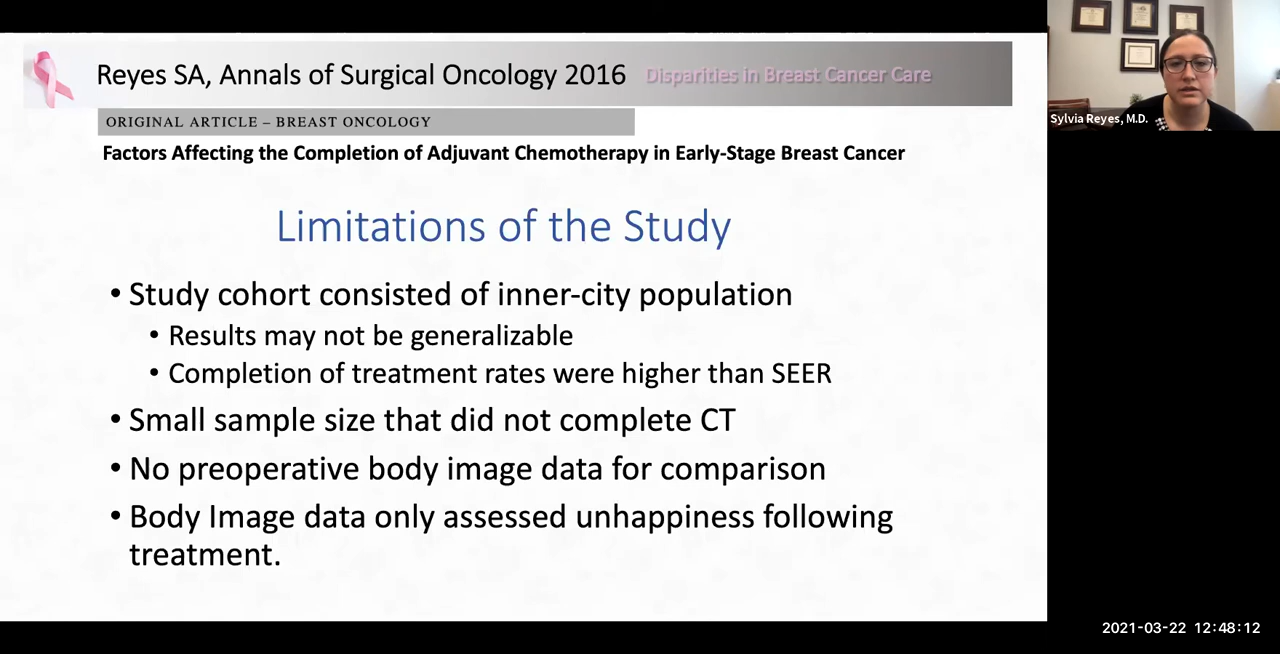 Reyes SA, Annals of Surgical Oncology 2016 Disparities in Breast Cancer Care
ORIGINAL ARTICLE – BREAST ONCOLOGY
Factors Affecting the Completion of Adjuvant Chemotherapy in Early-Stage Breast Cancer
Limitations of the Study
• Study cohort consisted of inner-city population
• Results may not be generalizable
• Completion of treatment rates were higher than SEER
• Small sample size that did not complete CT
• No preoperative body image data for comparison
• Body Image data only assessed unhappiness following
treatment.
Sylvia Reyes, M.D.
2021-03-22 12:48:12